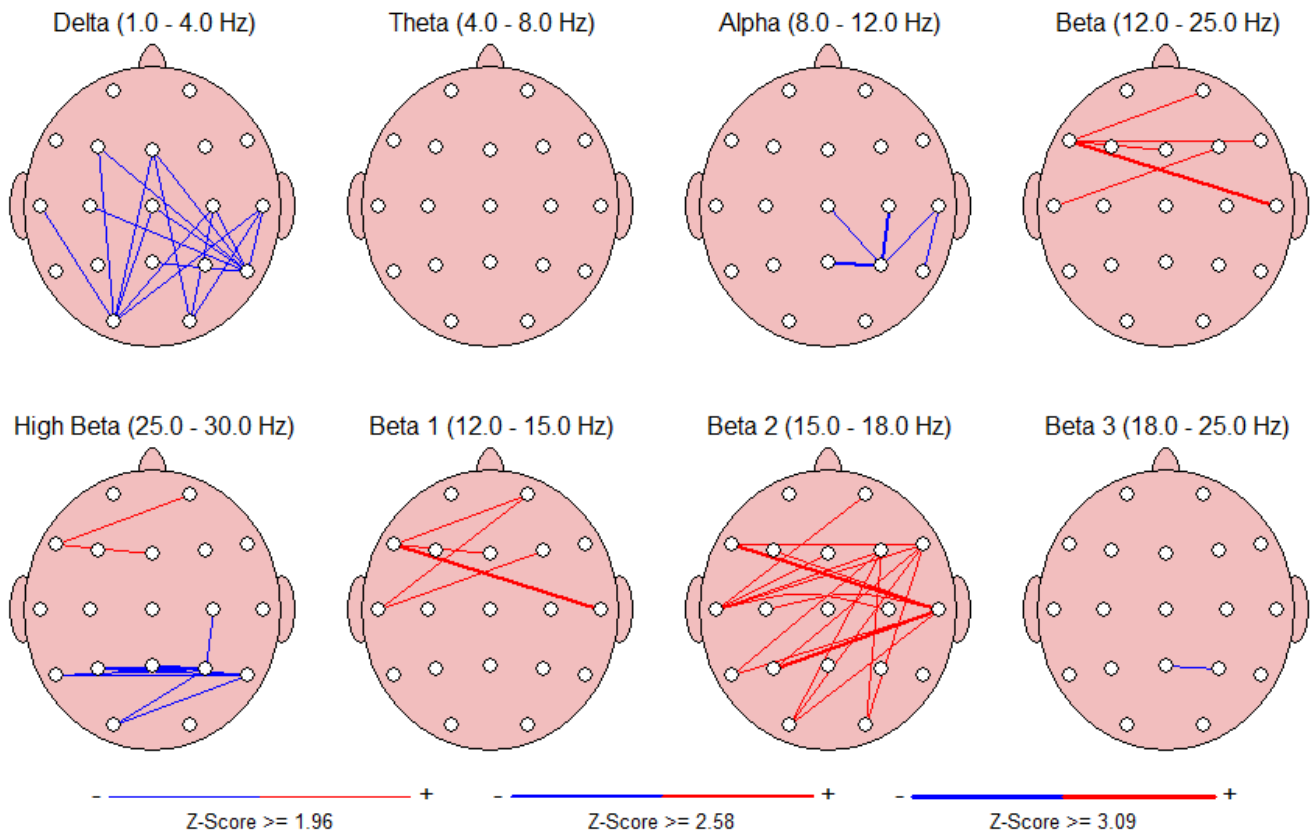 Delta (1.0 - 4.0 Hz) Theta (4.0 - 8.0 Hz) Alpha (8.0 - 12.0 Hz) Beta (12.0 - 25.0 Hz)
High Beta (25.0 - 30.0 Hz) Beta 1 (12.0 - 15.0 Hz) Beta 2 (15.0 - 18.0 Hz) Beta 3 (18.0 - 25.0 Hz)
- + - + - +
Z-Score >= 1.96 Z-Score >= 2.58 Z-Score >= 3.09